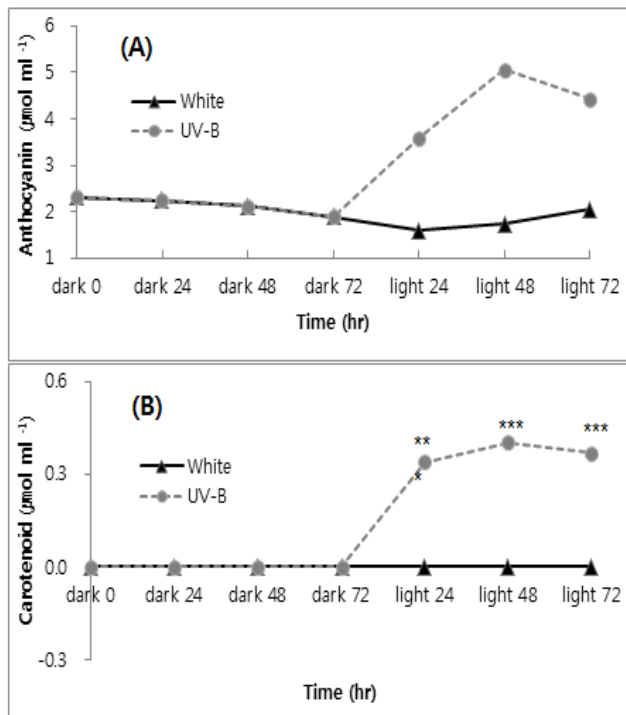 (A)
6
5
4
3
2
1
Anthocyanin (μmol ml ⁻¹)
White
UV-B
dark 0 dark 24 dark 48 dark 72 light 24 light 48 light 72
Time (hr)
(B)
0.6
0.3
0.0
-0.3
Carotenoid (μmol ml ⁻¹)
White
UV-B
** *** ***
*
dark 0 dark 24 dark 48 dark 72 light 24 light 48 light 72
Time (hr)